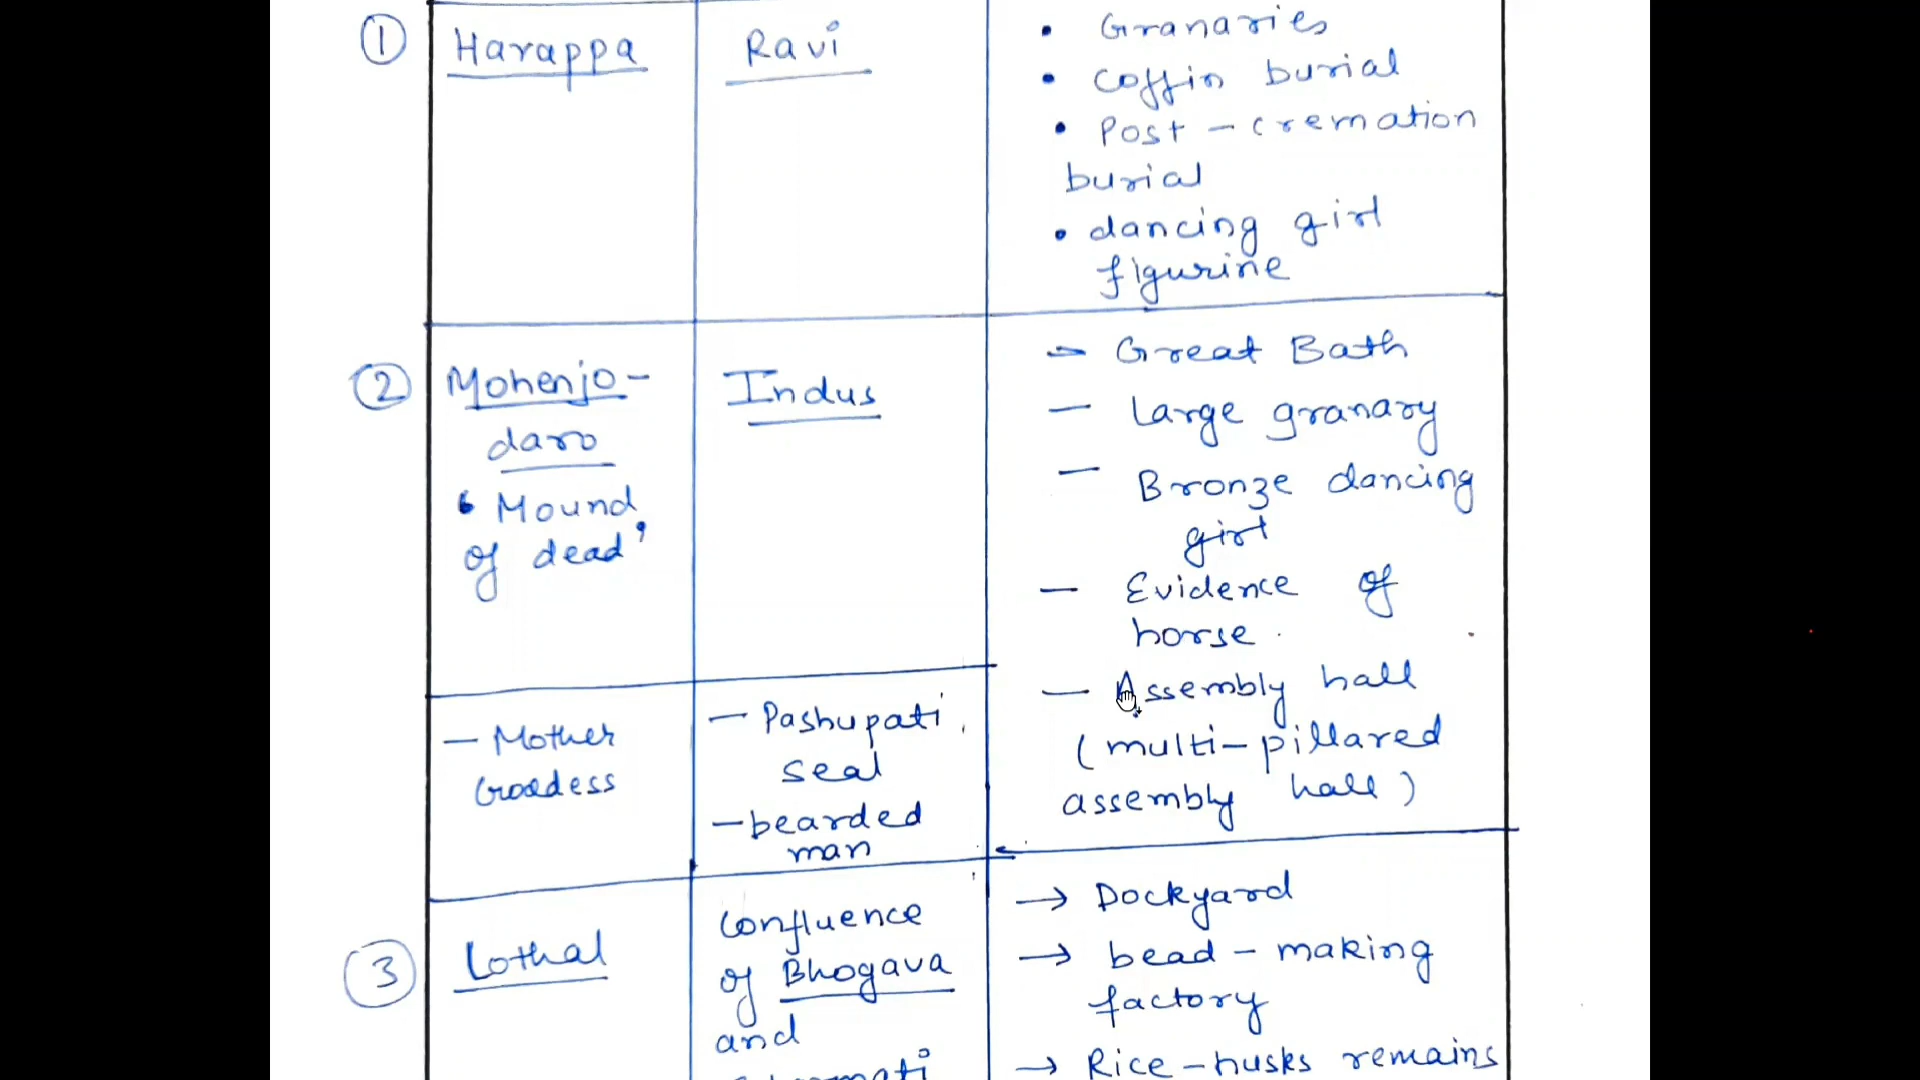 1
Harappa
Ravi
• Granaries
• coffin burial
• Post - cremation
burial
• dancing girl
figurine
2
Mohenjo-
daro
‘Mound
of dead’
Indus
- Great Bath
- Large granary
- Bronze dancing
girl
- Evidence of
horse
- Assembly hall
(multi-pillared
assembly hall)
- Mother
Goddess
- Pashupati
seal
- bearded
man
3
Lothal
Confluence
of Bhogava
and
→ Dockyard
→ bead - making
factory
→ Rice - husks remains